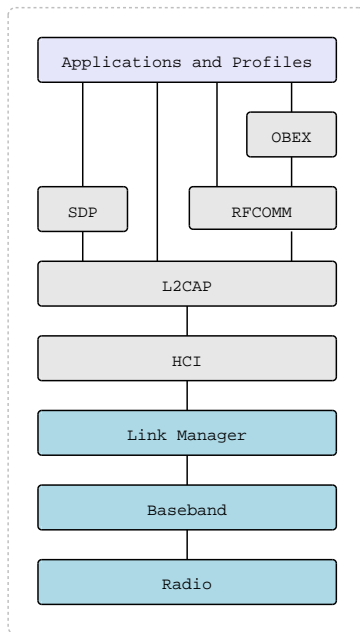 Applications and Profiles
OBEX
SDP
RFCOMM
L2CAP
HCI
Link Manager
Baseband
Radio